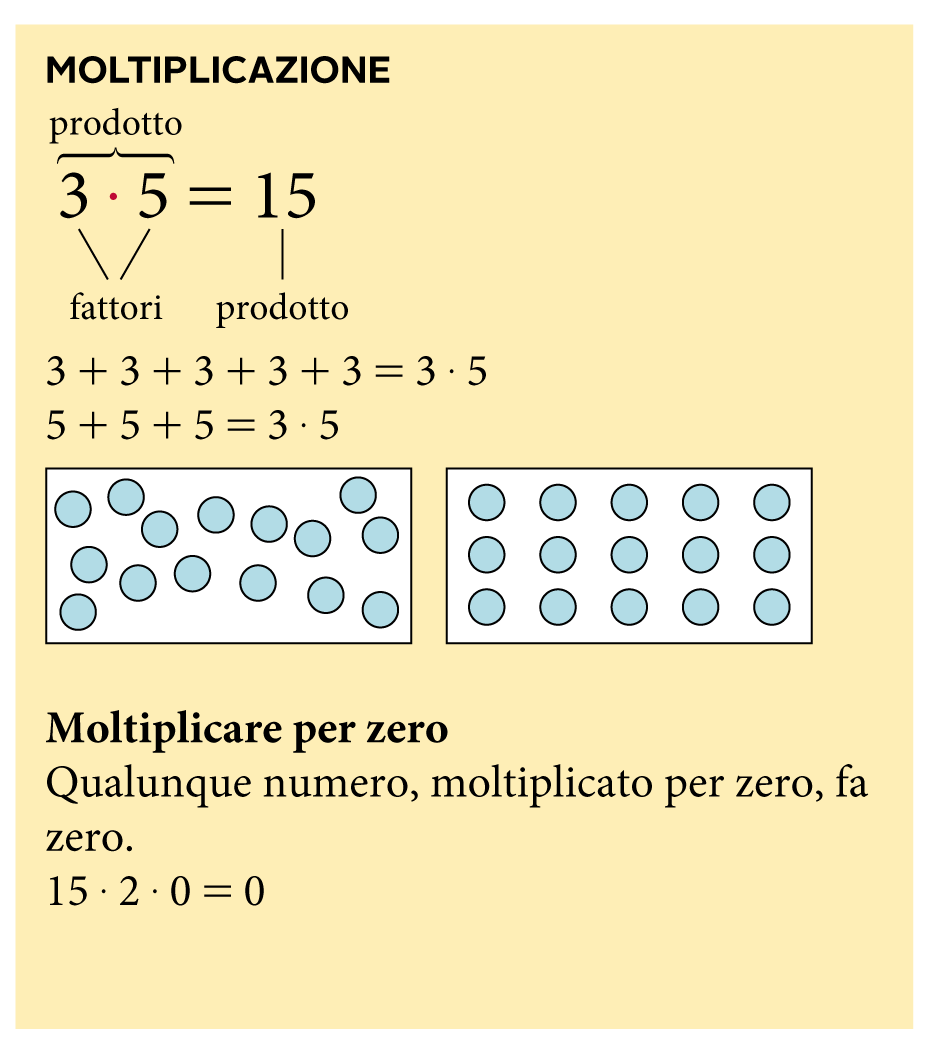 MOLTIPLICAZIONE
prodotto
3 · 5 = 15
fattori prodotto
3 + 3 + 3 + 3 + 3 = 3 · 5
5 + 5 + 5 = 3 · 5
Moltiplicare per zero
Qualunque numero, moltiplicato per zero, fa
zero.
15 · 2 · 0 = 0